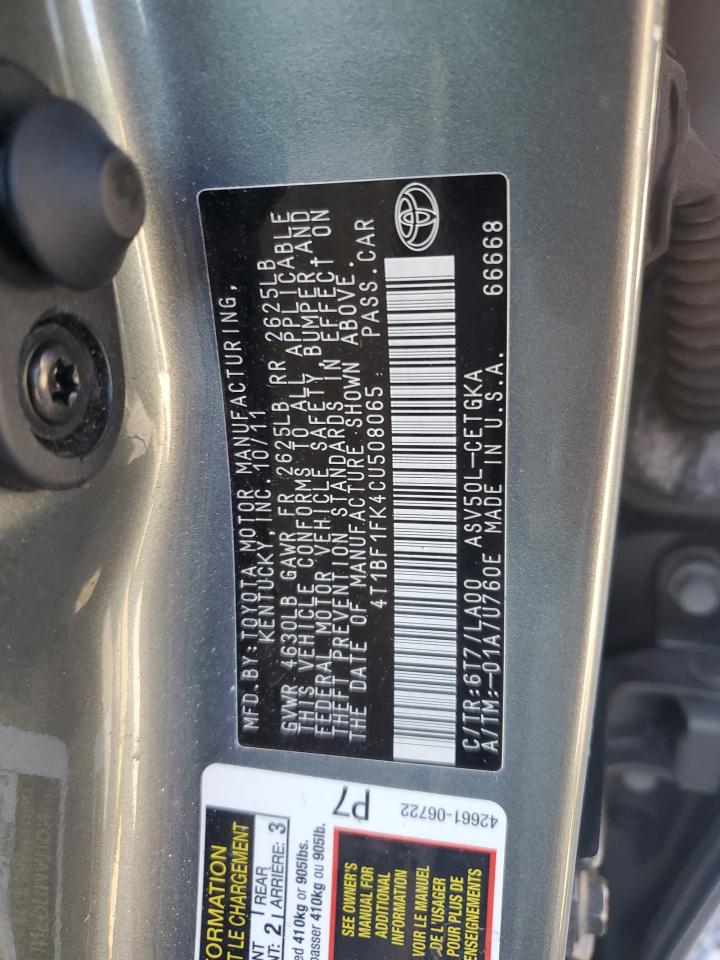 MFD.BY:TOYOTA MOTOR MANUFACTURING,
KENTUCKY, INC.10/11
GVWR 4630LB GAWR FR 2625LB RR 2625LB
THIS VEHICLE CONFORMS TO ALL APPLICABLE
FEDERAL MOTOR VEHICLE SAFETY, BUMPER AND
THEFT PREVENTION STANDARDS IN EFFECT ON
THE DATE OF MANUFACTURE SHOWN ABOVE.
4T1BF1FK4CU508065 PASS.CAR
C/TR:6T7/LA00 ASV50L-CETGKA 66668
A/TM:-01A/U760E MADE IN U.S.A.
P7
42661-06722
T LE CHARGEMENT
REAR
2 ARRIÈRE: 3
410kg or 905lbs.
passer 410kg ou 905lb.
SEE OWNER'S
MANUAL FOR
ADDITIONAL
INFORMATION
VOIR LE MANUEL
DE L'USAGER
POUR PLUS DE
RENSEIGNEMENTS